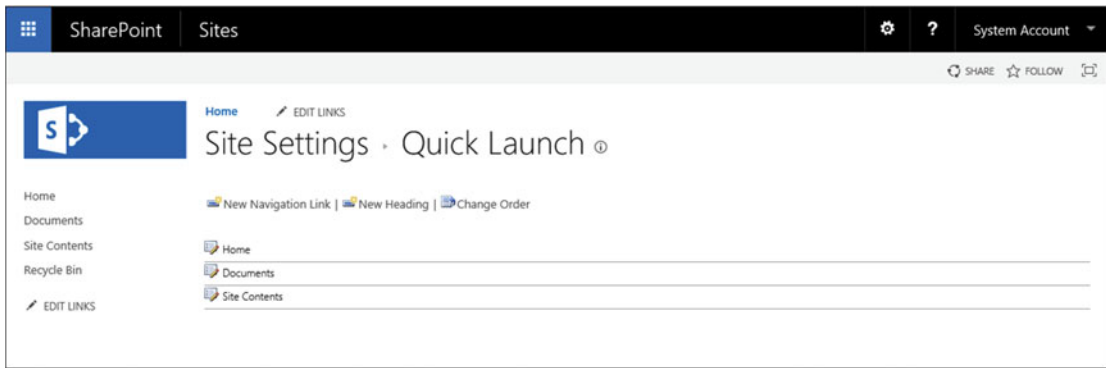 SharePoint Sites ? System Account
SHARE FOLLOW
S
Home EDIT LINKS
Site Settings › Quick Launch
Home
Documents
Site Contents
Recycle Bin
EDIT LINKS
New Navigation Link | New Heading | Change Order
Home
Documents
Site Contents